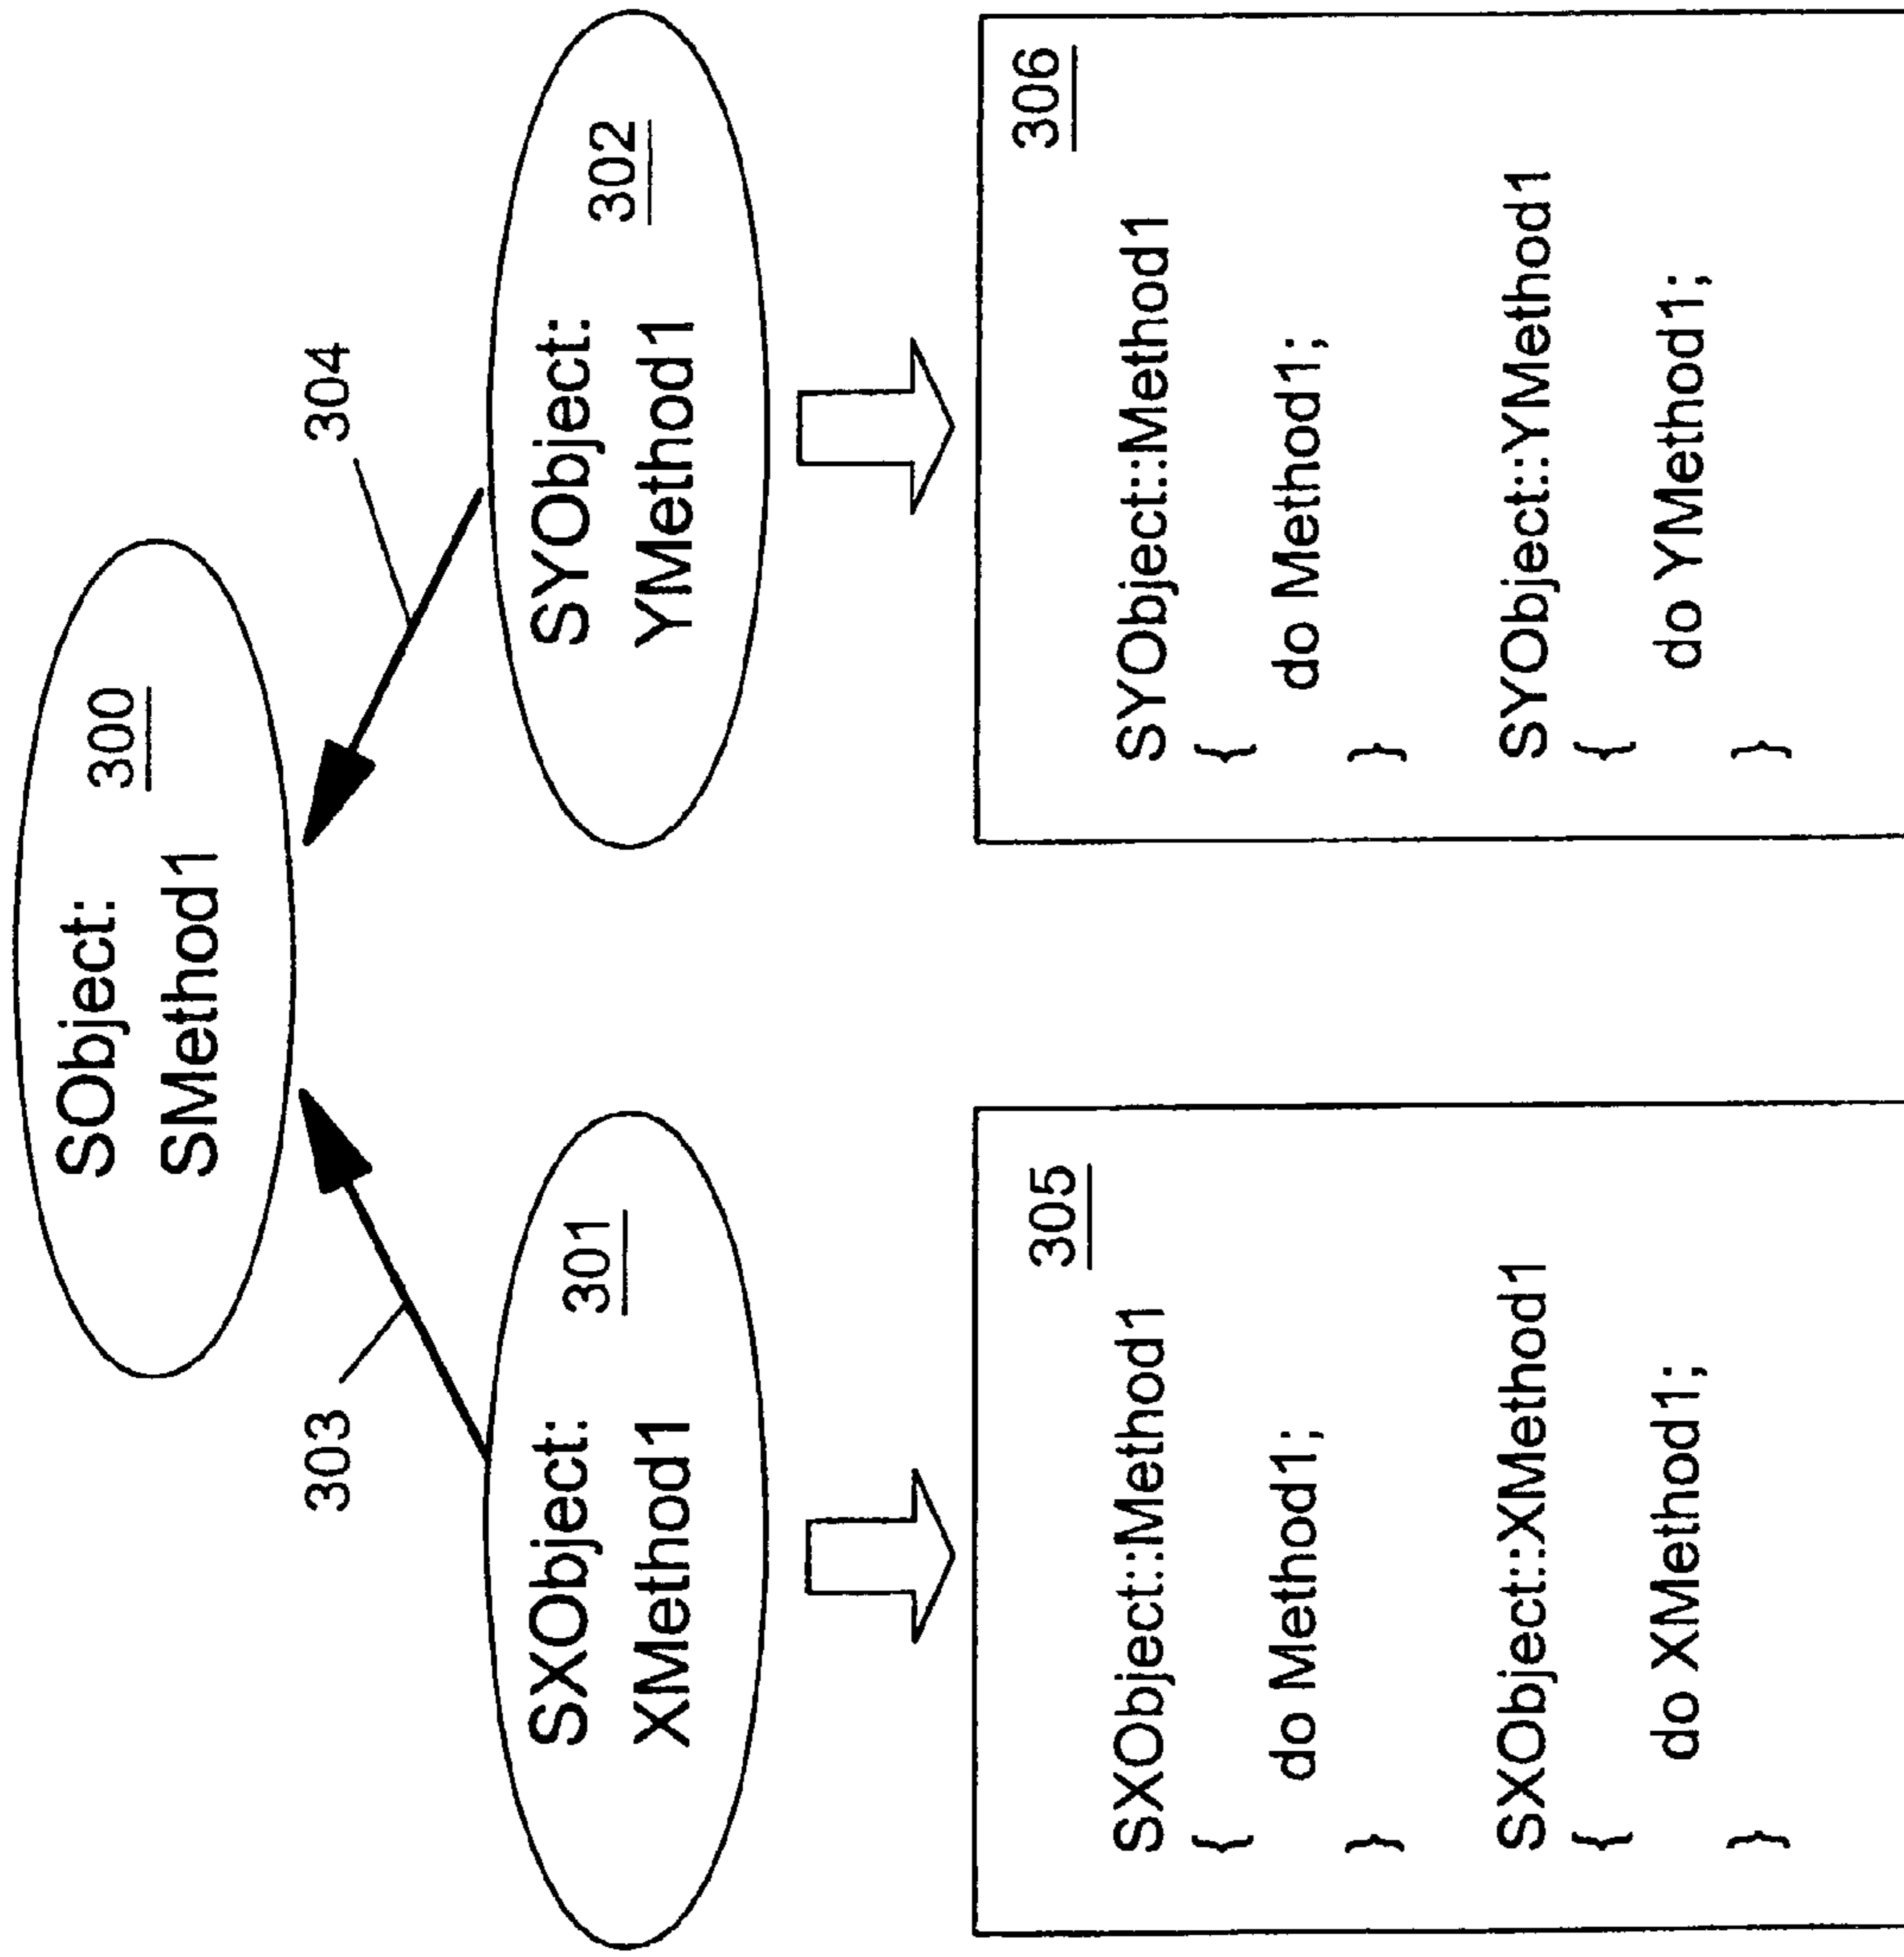 SObject:
300
SMethod1
303
304
SXObject:
301
XMethod1
SYObject:
302
YMethod1
305
SXObject::Method1
{
do Method1;
}
SXObject::XMethod1
{
do XMethod1;
}
306
SYObject::Method1
{
do Method1;
}
SYObject::YMethod1
{
do YMethod1;
}